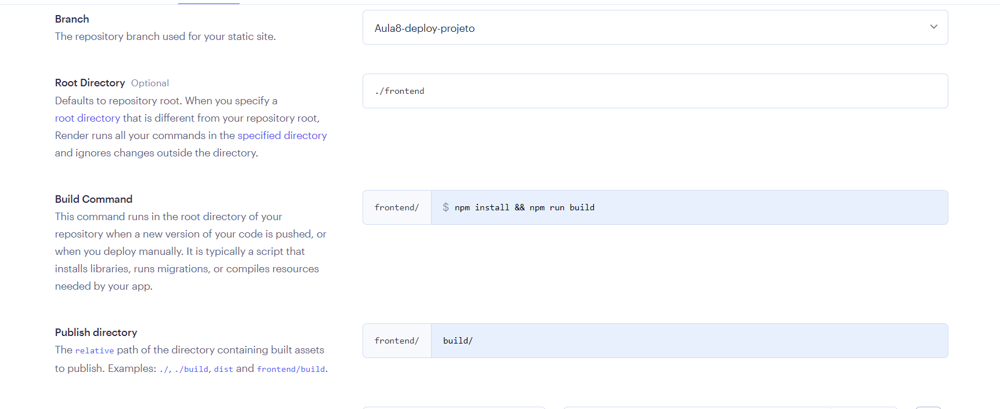 Branch
The repository branch used for your static site.
Aula8-deploy-projeto
Root Directory Optional
Defaults to repository root. When you specify a
root directory that is different from your repository root,
Render runs all your commands in the specified directory
and ignores changes outside the directory.
./frontend
Build Command
This command runs in the root directory of your
repository when a new version of your code is pushed, or
when you deploy manually. It is typically a script that
installs libraries, runs migrations, or compiles resources
needed by your app.
frontend/ $ npm install && npm run build
Publish directory
The relative path of the directory containing built assets
to publish. Examples: ./, ./build, dist and frontend/build.
frontend/ build/